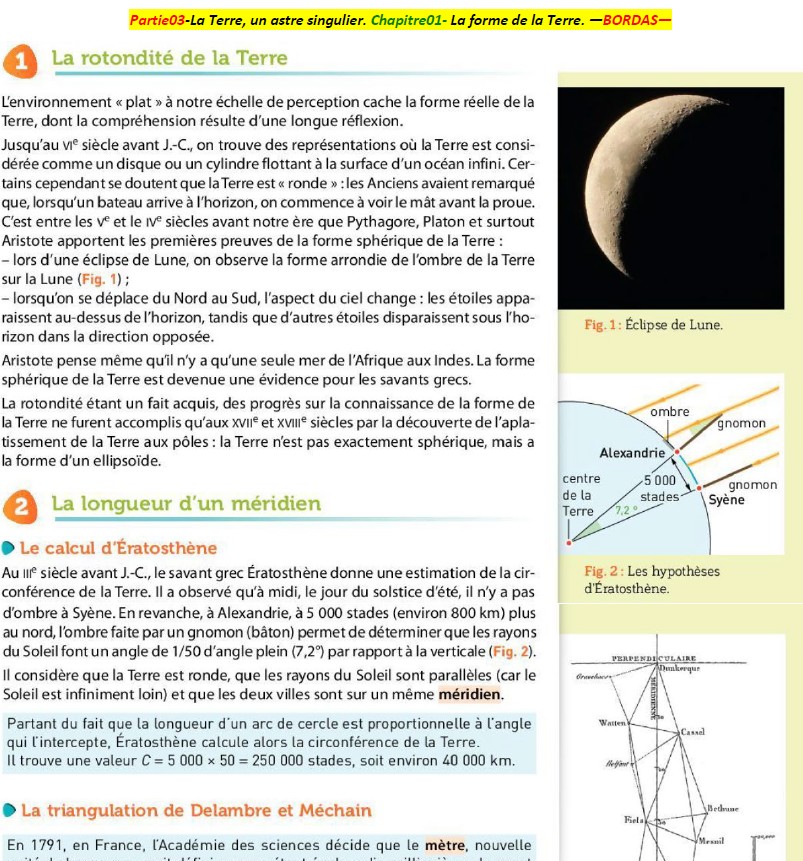 Partie03-La Terre, un astre singulier. Chapitre01- La forme de la Terre. —BORDAS—
1 La rotondité de la Terre
L'environnement « plat » à notre échelle de perception cache la forme réelle de la
Terre, dont la compréhension résulte d'une longue réflexion.
Jusqu'au VIe siècle avant J.-C., on trouve des représentations où la Terre est consi-
dérée comme un disque ou un cylindre flottant à la surface d'un océan infini. Cer-
tains cependant se doutent que la Terre est « ronde » : les Anciens avaient remarqué
que, lorsqu'un bateau arrive à l'horizon, on commence à voir le mât avant la proue.
C'est entre les Ve et le IVe siècles avant notre ère que Pythagore, Platon et surtout
Aristote apportent les premières preuves de la forme sphérique de la Terre :
– lors d'une éclipse de Lune, on observe la forme arrondie de l'ombre de la Terre
sur la Lune (Fig. 1) ;
– lorsqu'on se déplace du Nord au Sud, l'aspect du ciel change : les étoiles appa-
raissent au-dessus de l'horizon, tandis que d'autres étoiles disparaissent sous l'ho-
rizon dans la direction opposée.
Aristote pense même qu'il n'y a qu'une seule mer de l'Afrique aux Indes. La forme
sphérique de la Terre est devenue une évidence pour les savants grecs.
La rotondité étant un fait acquis, des progrès sur la connaissance de la forme de
la Terre ne furent accomplis qu'aux XVIIe et XVIIIe siècles par la découverte de l'apla-
tissement de la Terre aux pôles : la Terre n'est pas exactement sphérique, mais a
la forme d'un ellipsoïde.
Fig. 1 : Éclipse de Lune.
ombre
gnomon
Alexandrie
centre
de la
Terre
5 000
stades
7,2 °
gnomon
Syène
Fig. 2 : Les hypothèses
d'Ératosthène.
2 La longueur d'un méridien
Le calcul d'Ératosthène
Au IIIe siècle avant J.-C., le savant grec Ératosthène donne une estimation de la cir-
conférence de la Terre. Il a observé qu'à midi, le jour du solstice d'été, il n'y a pas
d'ombre à Syène. En revanche, à Alexandrie, à 5 000 stades (environ 800 km) plus
au nord, l'ombre faite par un gnomon (bâton) permet de déterminer que les rayons
du Soleil font un angle de 1/50 d'angle plein (7,2°) par rapport à la verticale (Fig. 2).
Il considère que la Terre est ronde, que les rayons du Soleil sont parallèles (car le
Soleil est infiniment loin) et que les deux villes sont sur un même méridien.
Partant du fait que la longueur d'un arc de cercle est proportionnelle à l'angle
qui l'intercepte, Ératosthène calcule alors la circonférence de la Terre.
Il trouve une valeur C = 5 000 × 50 = 250 000 stades, soit environ 40 000 km.
La triangulation de Delambre et Méchain
En 1791, en France, l'Académie des sciences décide que le mètre, nouvelle
PERPENDICULAIRE
Dunkerque
MERIDIENNE
Watten
Cassel
Fiefs
Bethune
Mesnil